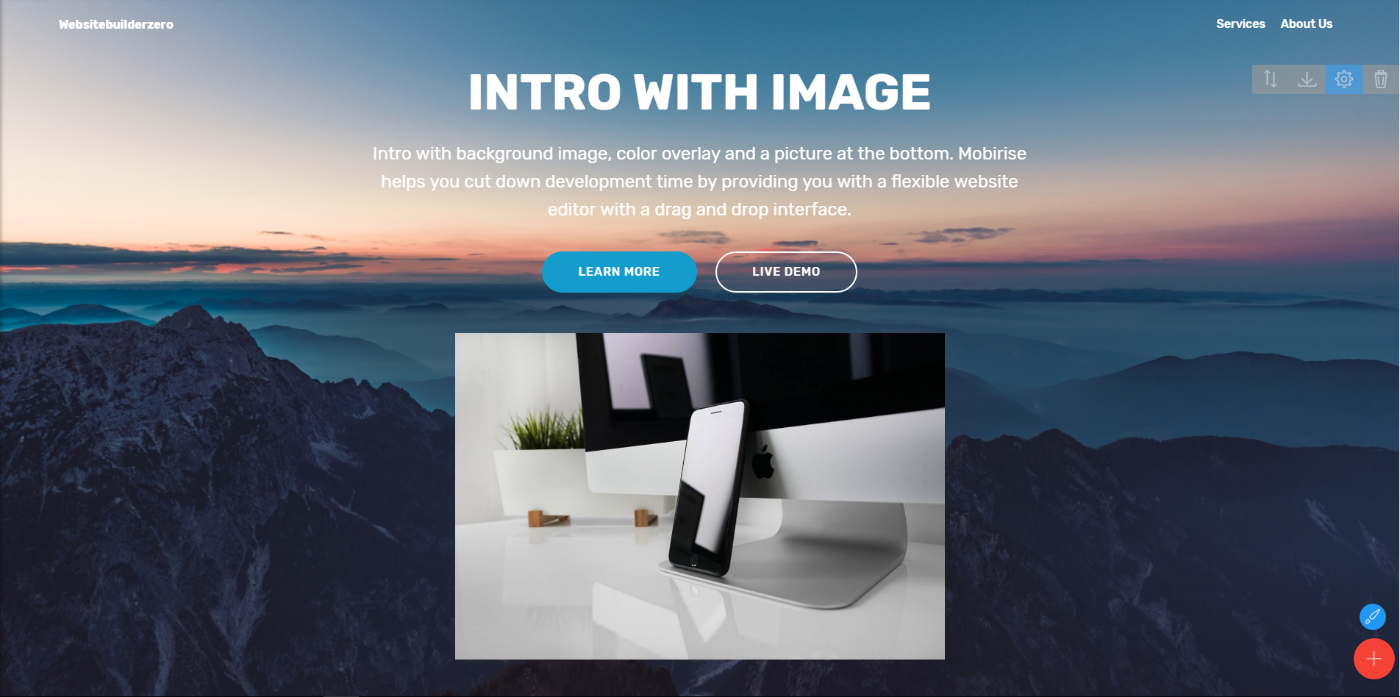 Websitebuilderzero
Services About Us
INTRO WITH IMAGE
Intro with background image, color overlay and a picture at the bottom. Mobirise
helps you cut down development time by providing you with a flexible website
editor with a drag and drop interface.
LEARN MORE LIVE DEMO